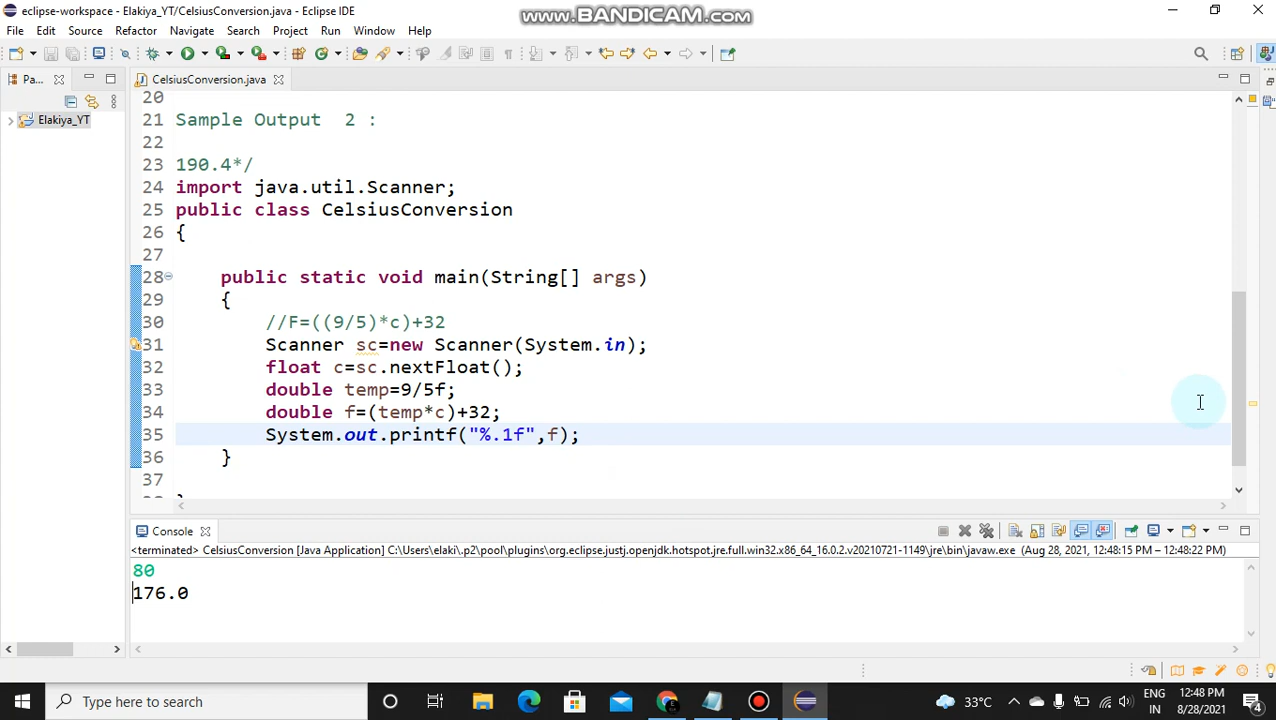 eclipse-workspace - Elakiya_YT/CelsiusConversion.java - Eclipse IDE
www.BANDICAM.com
File Edit Source Refactor Navigate Search Project Run Window Help
Pa...
CelsiusConversion.java
Elakiya_YT
20
21 Sample Output  2 :
22
23 190.4*/
24 import java.util.Scanner;
25 public class CelsiusConversion
26 {
27
28     public static void main(String[] args)
29     {
30         //F=((9/5)*c)+32
31         Scanner sc=new Scanner(System.in);
32         float c=sc.nextFloat();
33         double temp=9/5f;
34         double f=(temp*c)+32;
35         System.out.printf("%.1f",f);
36     }
37
Console
<terminated> CelsiusConversion [Java Application] C:\Users\elaki\.p2\pool\plugins\org.eclipse.justj.openjdk.hotspot.jre.full.win32.x86_64_16.0.2.v20210721-1149\jre\bin\javaw.exe (Aug 28, 2021, 12:48:15 PM – 12:48:22 PM)
80
176.0
Type here to search
33°C
ENG
IN
12:48 PM
8/28/2021
4